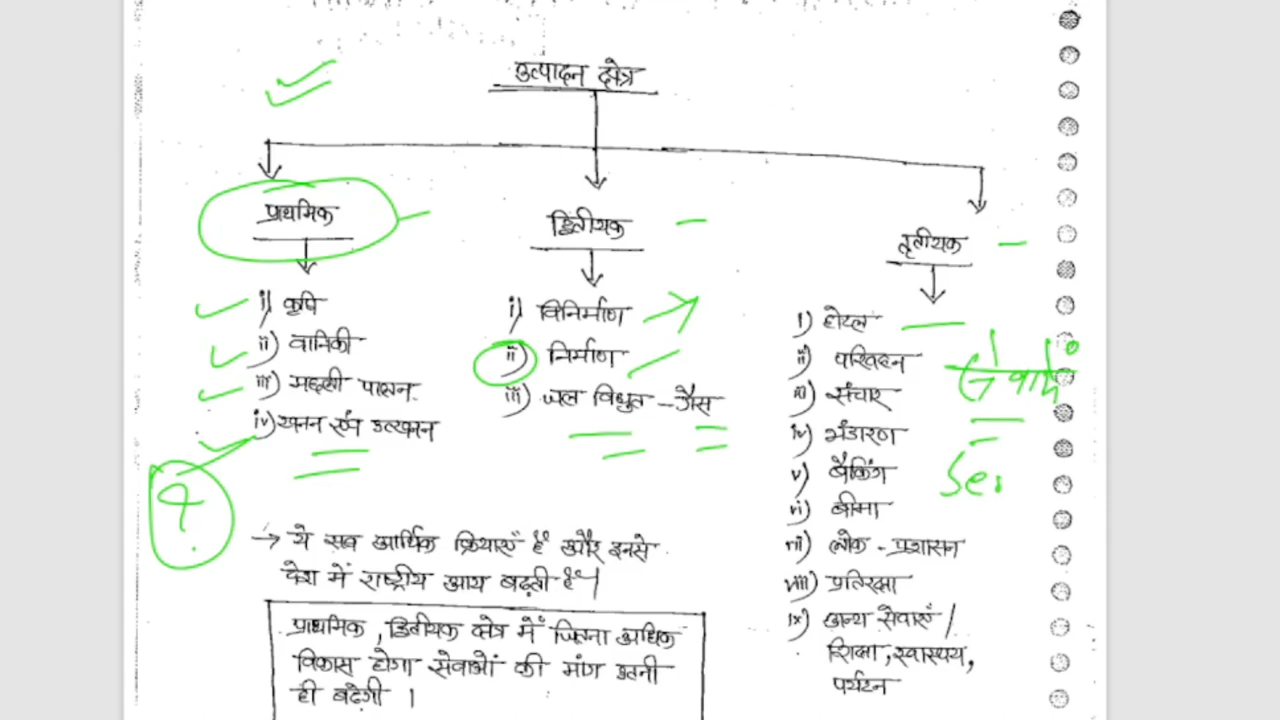 उत्पादन क्षेत्र
प्राथमिक
i) कृषि
ii) वानिकी
iii) मछली पालन
iv) खनन एंव उत्खनन
द्वितीयक
i) विनिर्माण
ii) निर्माण
iii) जल विधुत - गैस
तृतीयक
i) होटल
ii) परिवहन
iii) संचार
iv) भंडारण
v) बैंकिंग
vi) बीमा
vii) लोक - प्रशासन
viii) प्रतिरक्षा
ix) अन्य सेवाएँ /
शिक्षा, स्वास्थय,
पर्यटन
Ser
→ ये सब आर्थिक क्रियाएँ हैं और इनसे
देश में राष्ट्रीय आय बढ़ती है।
प्राथमिक, द्वितीयक क्षेत्र में जितना अधिक
विकास होगा सेवाओं की मांग उतनी
ही बढेगी ।